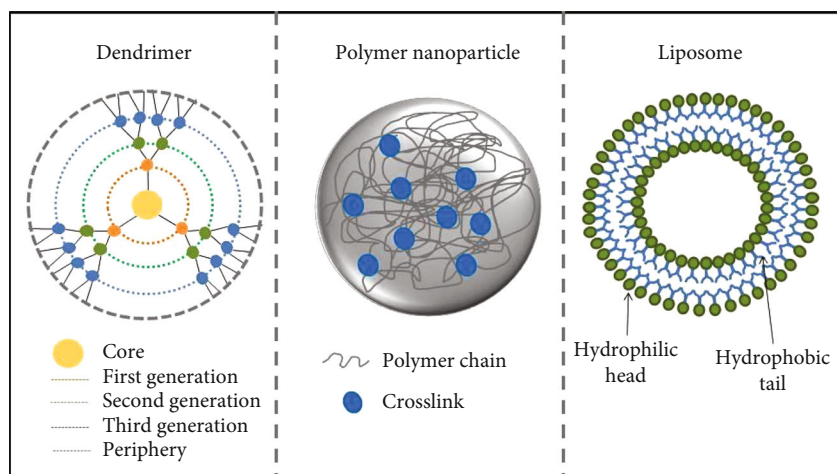 Dendrimer
Core
First generation
Second generation
Third generation
Periphery
Polymer nanoparticle
Polymer chain
Crosslink
Liposome
Hydrophilic
head
Hydrophobic
tail